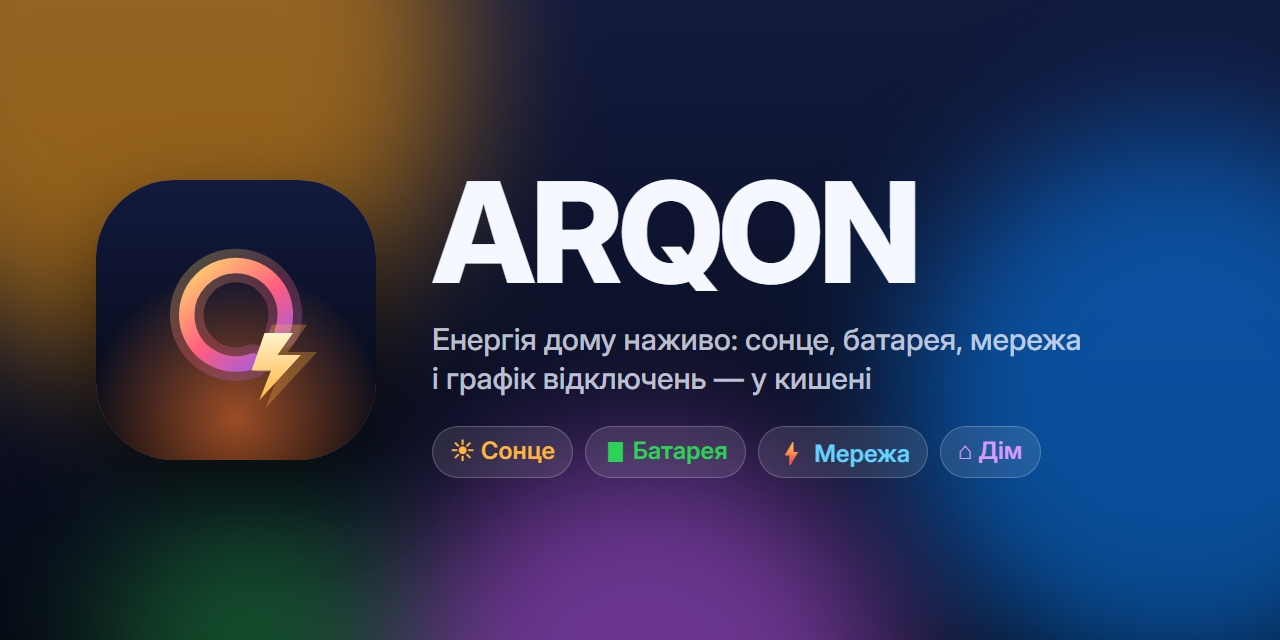 ARQON
Енергія дому наживо: сонце, батарея, мережа
і графік відключень — у кишені
Сонце Батарея Мережа Дім